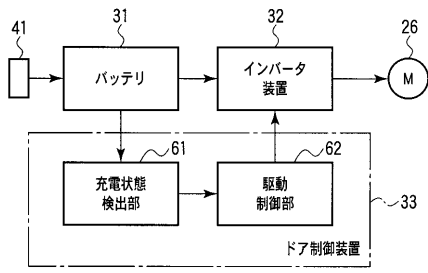 41
31
32
26
バッテリ
インバータ
装置
M
61
62
充電状態
検出部
駆動
制御部
33
ドア制御装置